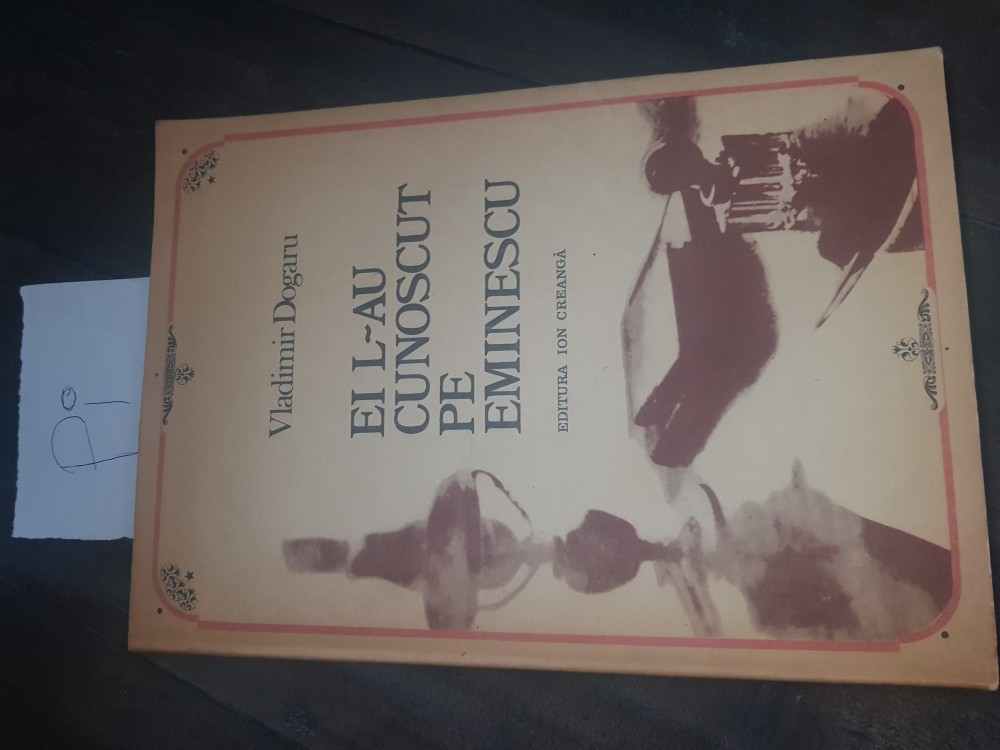 Vladimir Dogaru
EI L-AU
CUNOSCUT
PE
EMINESCU
EDITURA ION CREANGĂ